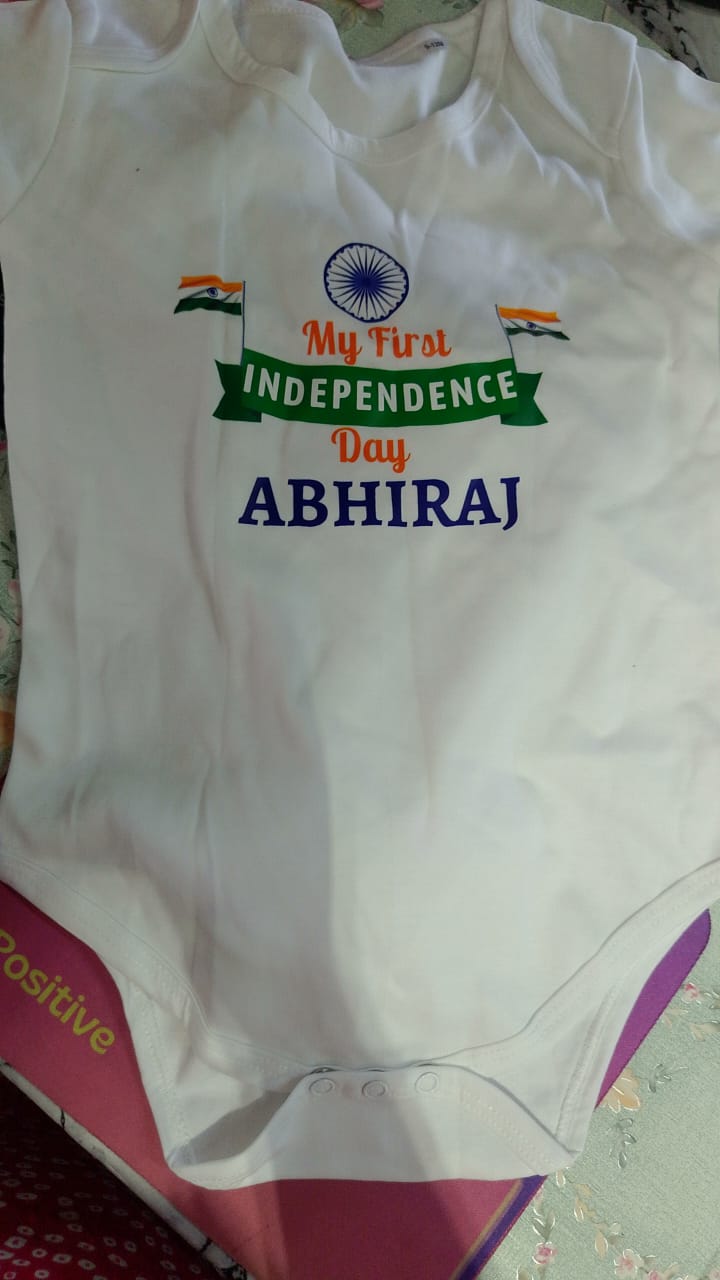 My First
INDEPENDENCE
Day
ABHIRAJ
Positive